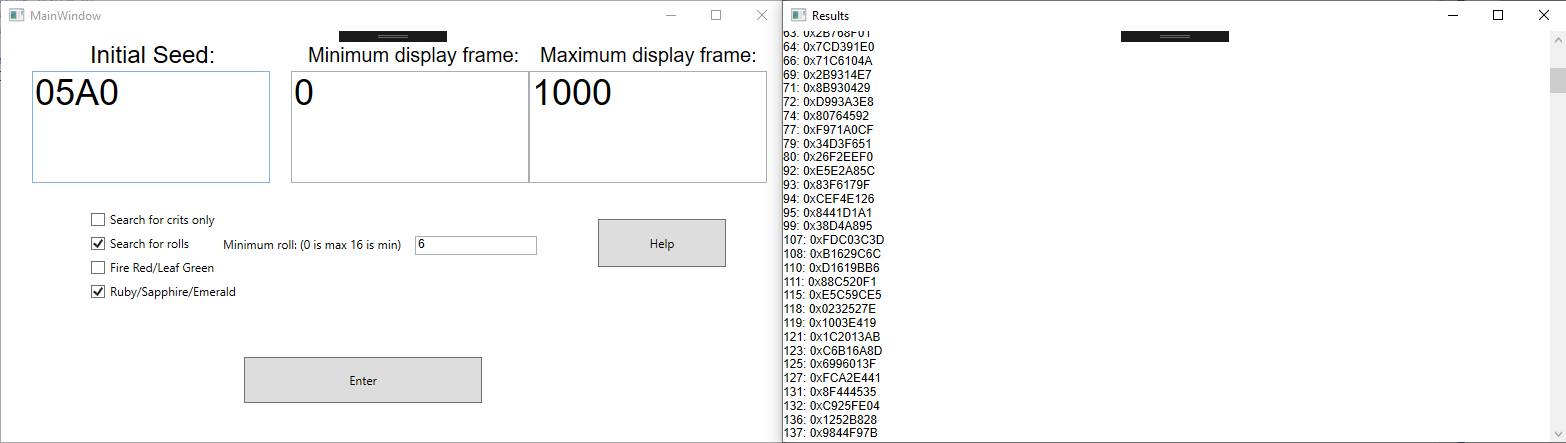 MainWindow
Initial Seed:
Minimum display frame:
Maximum display frame:
05A0
0
1000
Search for crits only
Search for rolls
Minimum roll: (0 is max 16 is min)
6
Help
Fire Red/Leaf Green
Ruby/Sapphire/Emerald
Enter
Results
63: 0x2B768F01
64: 0x7CD391E0
66: 0x71C6104A
69: 0x2B9314E7
71: 0x8B930429
72: 0xD993A3E8
74: 0x80764592
77: 0xF971A0CF
79: 0x34D3F651
80: 0x26F2EEF0
92: 0xE5E2A85C
93: 0x83F6179F
94: 0xCEF4E126
95: 0x8441D1A1
99: 0x38D4A895
107: 0xFDC03C3D
108: 0xB1629C6C
110: 0xD1619BB6
111: 0x88C520F1
115: 0xE5C59CE5
118: 0x0232527E
119: 0x1003E419
121: 0x1C2013AB
123: 0xC6B16A8D
125: 0x6996013F
127: 0xFCA2E441
131: 0x8F444535
132: 0xC925FE04
136: 0x1252B828
137: 0x9844F97B